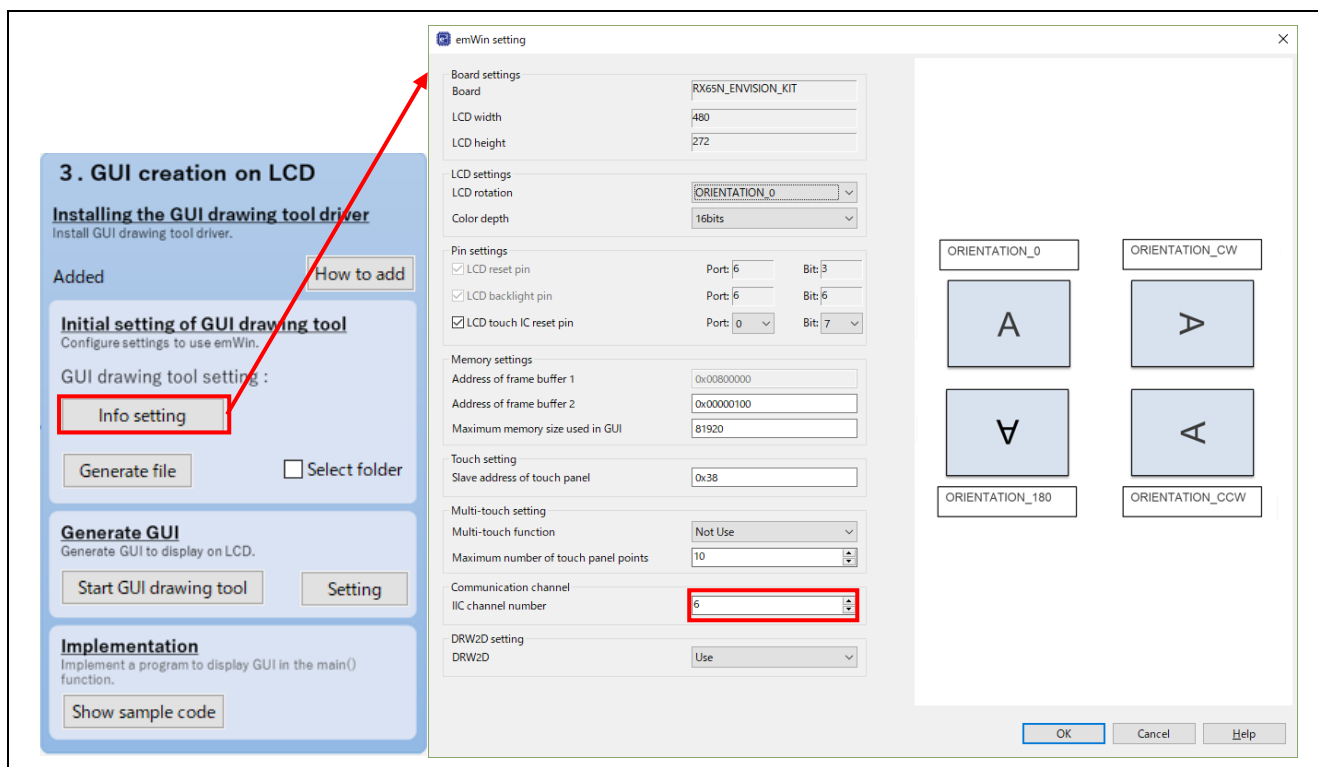 3. GUI creation on LCD
Installing the GUI drawing tool driver
Install GUI drawing tool driver.
Added
How to add
Initial setting of GUI drawing tool
Configure settings to use emWin.
GUI drawing tool setting :
Info setting
Generate file
Select folder
Generate GUI
Generate GUI to display on LCD.
Start GUI drawing tool
Setting
Implementation
Implement a program to display GUI in the main()
function.
Show sample code
emWin setting
Board settings
Board RX65N_ENVISION_KIT
LCD width 480
LCD height 272
LCD settings
LCD rotation ORIENTATION_0
Color depth 16bits
Pin settings
LCD reset pin Port: 6 Bit: 3
LCD backlight pin Port: 6 Bit: 6
LCD touch IC reset pin Port: 0 Bit: 7
Memory settings
Address of frame buffer 1 0x00800000
Address of frame buffer 2 0x00000100
Maximum memory size used in GUI 81920
Touch setting
Slave address of touch panel 0x38
Multi-touch setting
Multi-touch function Not Use
Maximum number of touch panel points 10
Communication channel
IIC channel number 6
DRW2D setting
DRW2D Use
ORIENTATION_0
ORIENTATION_CW
A
A
A
A
ORIENTATION_180
ORIENTATION_CCW
OK
Cancel
Help